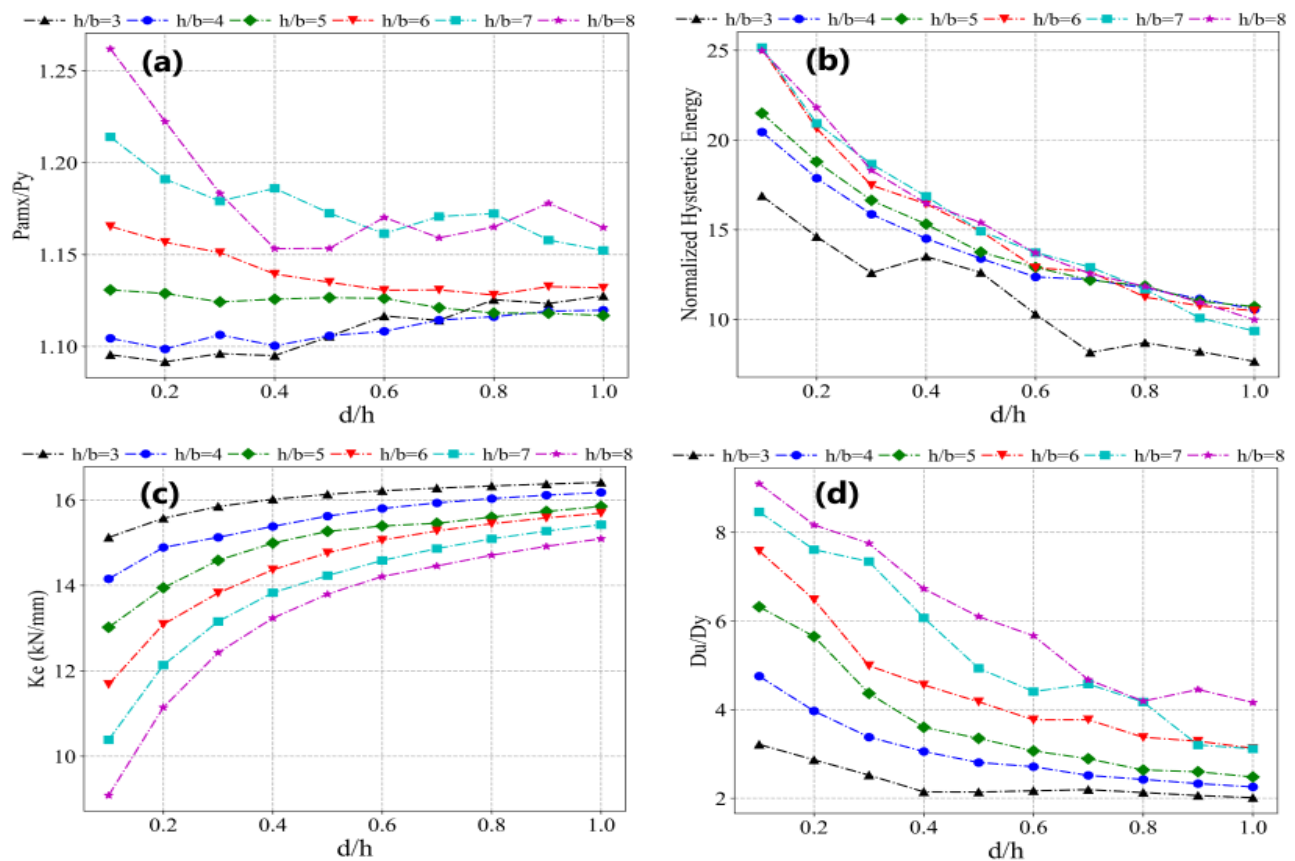 h/b=3 h/b=4 h/b=5 h/b=6 h/b=7 h/b=8
(a)
Pamx/Py
1.25
1.20
1.15
1.10
0.2 0.4 0.6 0.8 1.0
d/h
h/b=3 h/b=4 h/b=5 h/b=6 h/b=7 h/b=8
(b)
Normalized Hysteretic Energy
25
20
15
10
0.2 0.4 0.6 0.8 1.0
d/h
h/b=3 h/b=4 h/b=5 h/b=6 h/b=7 h/b=8
(c)
Ke (kN/mm)
16
14
12
10
0.2 0.4 0.6 0.8 1.0
d/h
h/b=3 h/b=4 h/b=5 h/b=6 h/b=7 h/b=8
(d)
Du/Dy
8
6
4
2
0.2 0.4 0.6 0.8 1.0
d/h